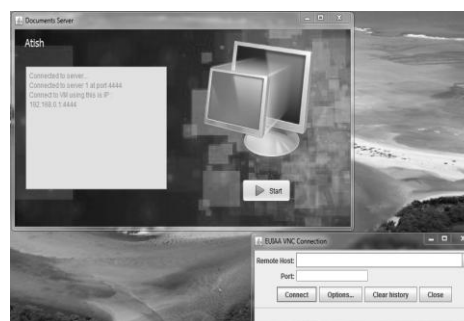 Documents Server
Atish
Connected to server...
Connected to server 1 at port 4444
Connect to VM using this is IP
192.168.0.1:4444
Start
EUIAA VNC Connection
Remote Host:
Port:
Connect Options... Clear history Close